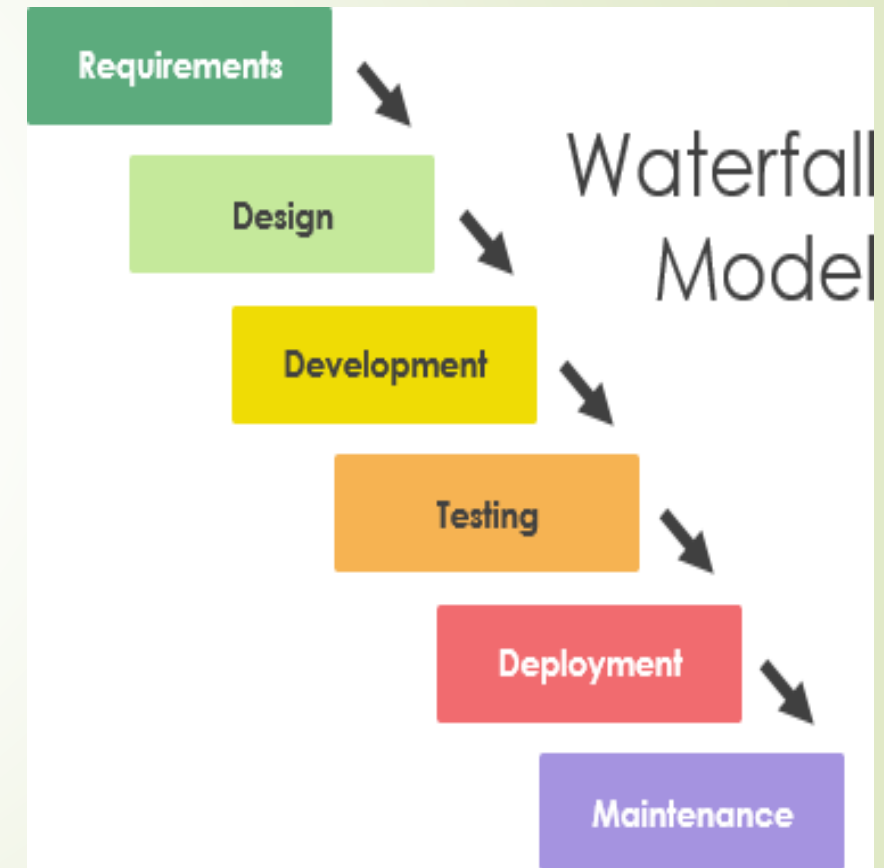 Requirements
Waterfall
Model
Design
Development
Testing
Deployment
Maintenance